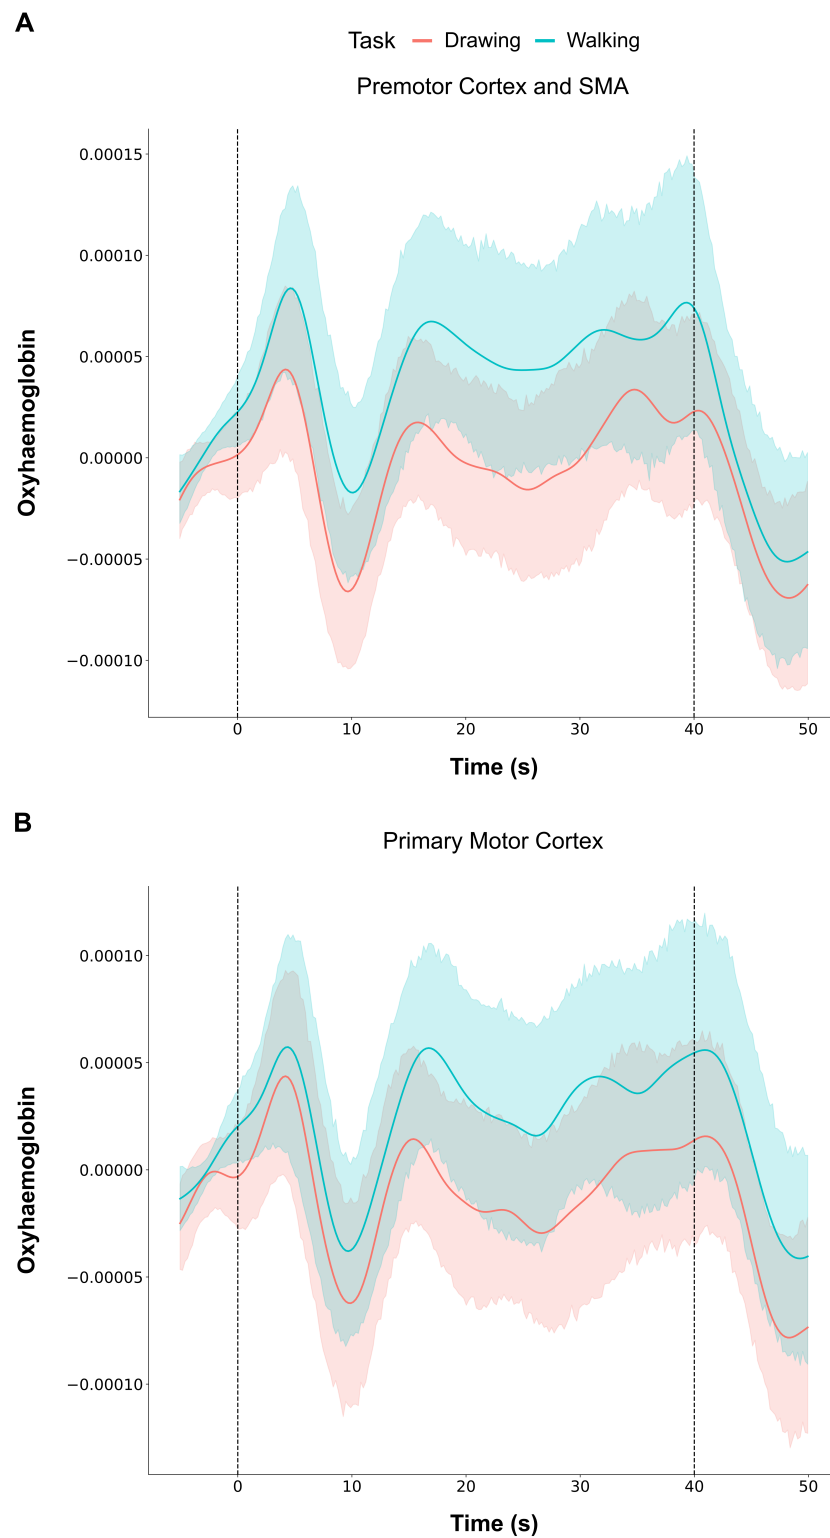 A
Task Drawing Walking
Premotor Cortex and SMA
0.00015
0.00010
0.00005
0.00000
−0.00005
−0.00010
Oxyhaemoglobin
0 10 20 30 40 50
Time (s)
B
Primary Motor Cortex
0.00010
0.00005
0.00000
−0.00005
−0.00010
Oxyhaemoglobin
0 10 20 30 40 50
Time (s)